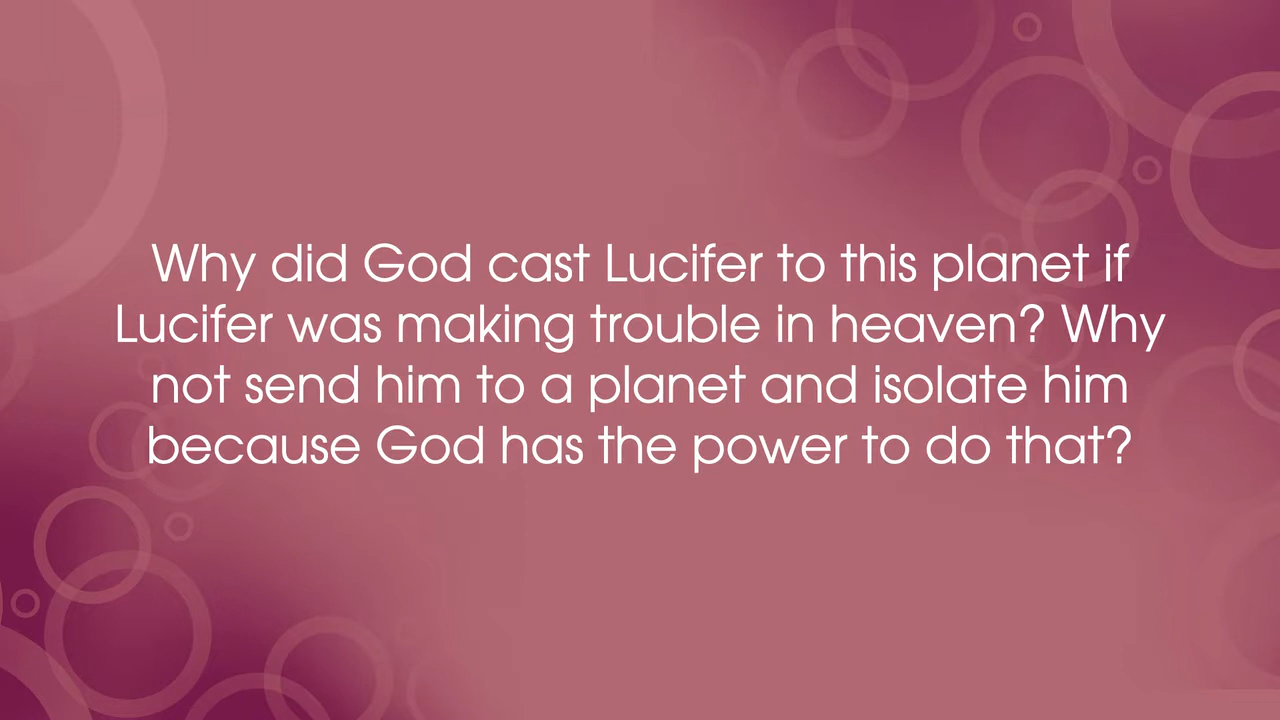 Why did God cast Lucifer to this planet if
Lucifer was making trouble in heaven? Why
not send him to a planet and isolate him
because God has the power to do that?